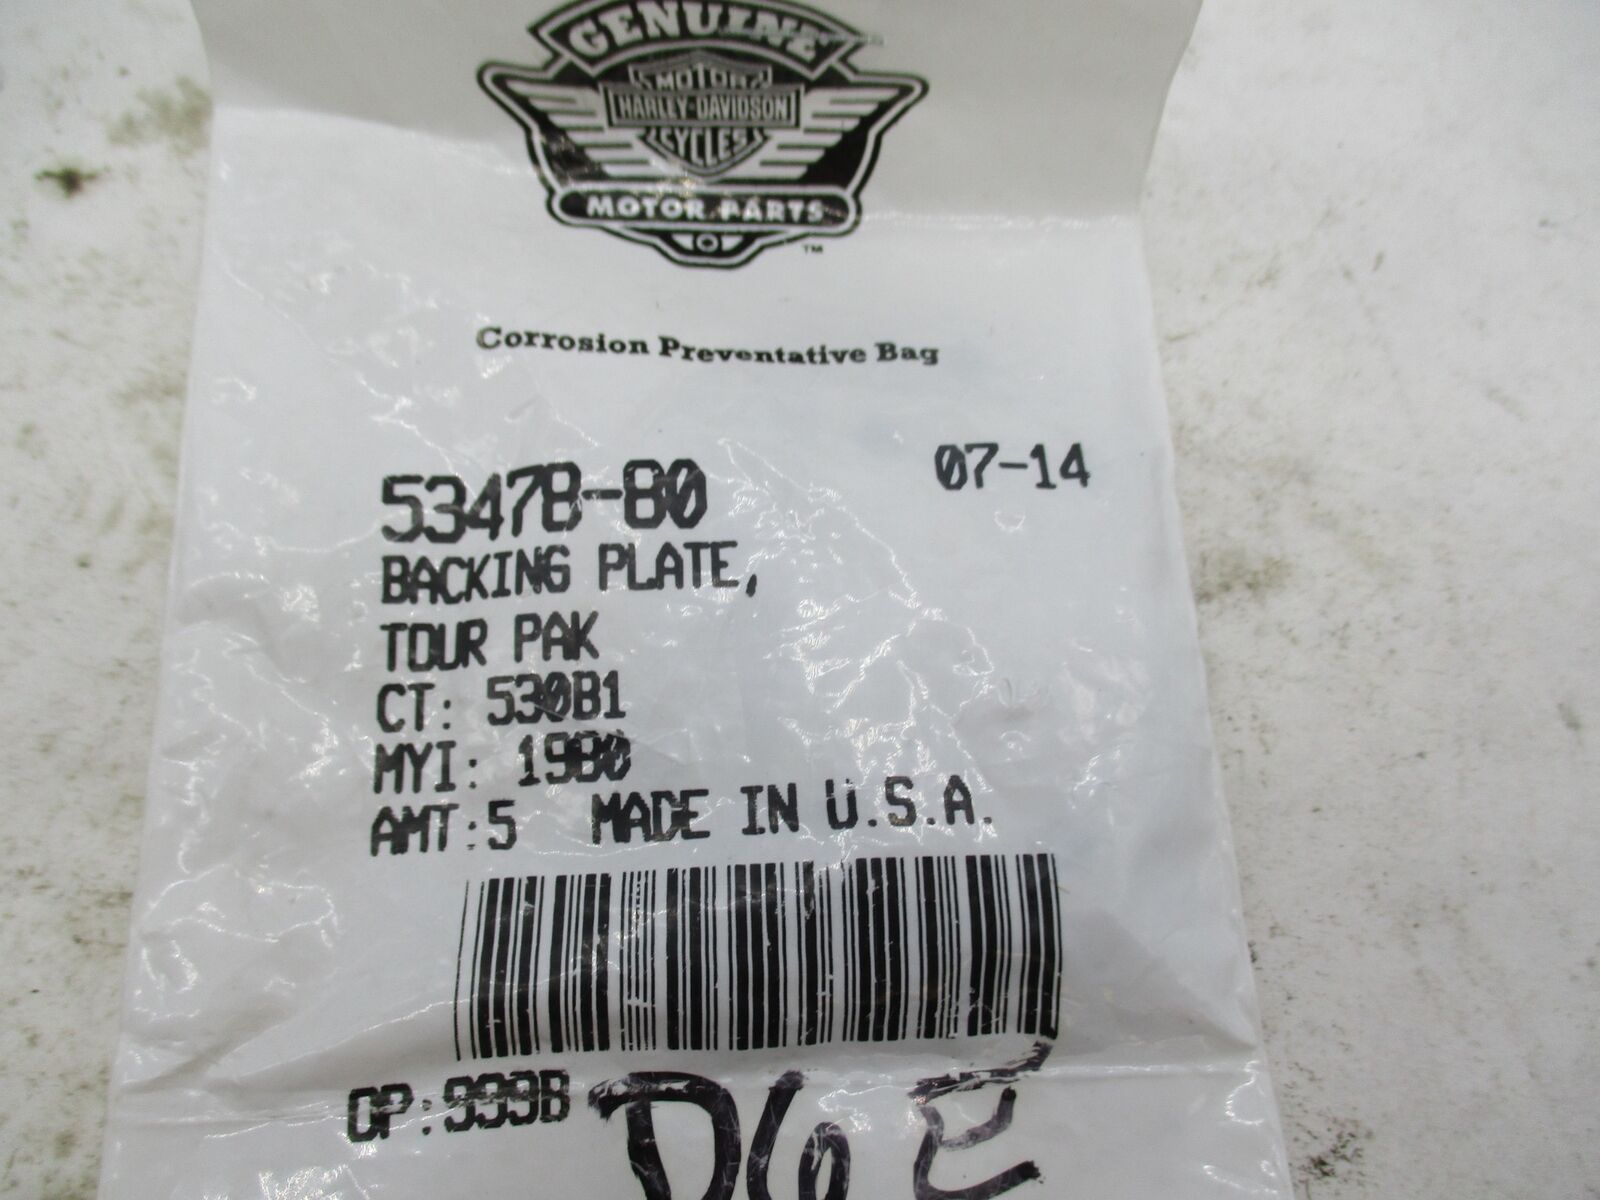 GENUINE
MOTOR
HARLEY-DAVIDSON
CYCLES
MOTOR PARTS
TM
Corrosion Preventative Bag
53478-80
07-14
BACKING PLATE,
TOUR PAK
CT: 530B1
MYI: 1980
AMT:5 MADE IN U.S.A.
OP:999B
D6E